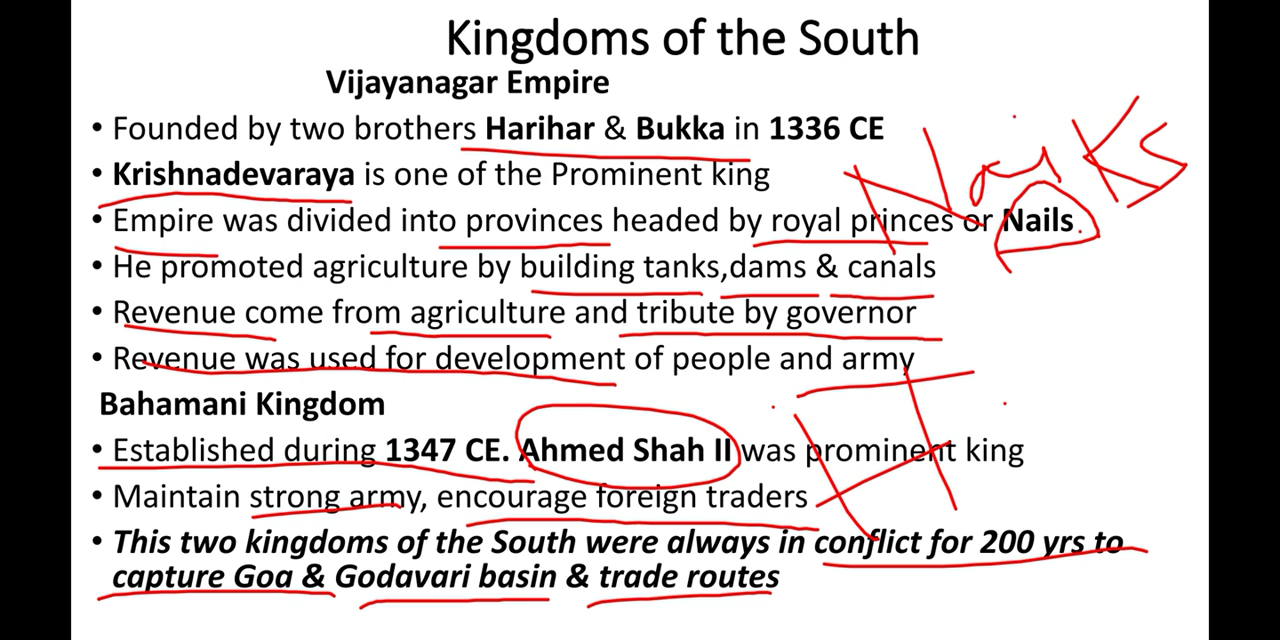 Kingdoms of the South
Vijayanagar Empire
• Founded by two brothers Harihar & Bukka in 1336 CE
• Krishnadevaraya is one of the Prominent king
• Empire was divided into provinces headed by royal princes or Nails.
Naiks
• He promoted agriculture by building tanks,dams & canals
• Revenue come from agriculture and tribute by governor
• Revenue was used for development of people and army
Bahamani Kingdom
• Established during 1347 CE. Ahmed Shah II was prominent king
• Maintain strong army, encourage foreign traders
• This two kingdoms of the South were always in conflict for 200 yrs to
capture Goa & Godavari basin & trade routes